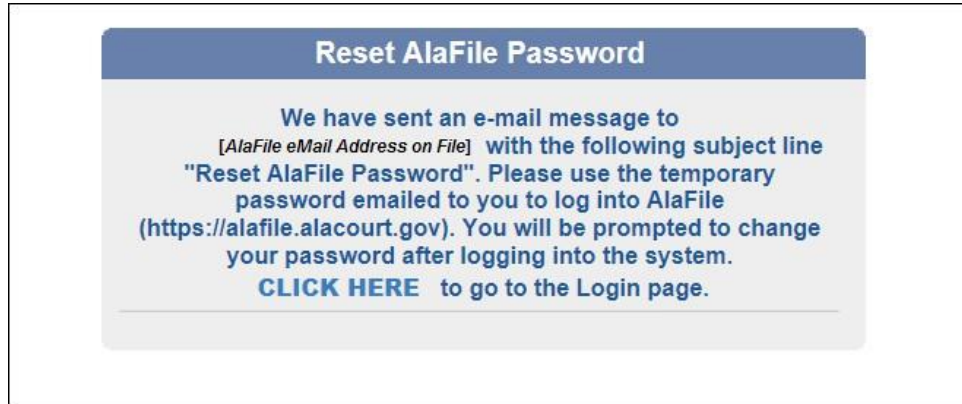 Reset AlaFile Password
We have sent an e-mail message to
[AlaFile eMail Address on File] with the following subject line
"Reset AlaFile Password". Please use the temporary
password emailed to you to log into AlaFile
(https://alafile.alacourt.gov). You will be prompted to change
your password after logging into the system.
CLICK HERE to go to the Login page.